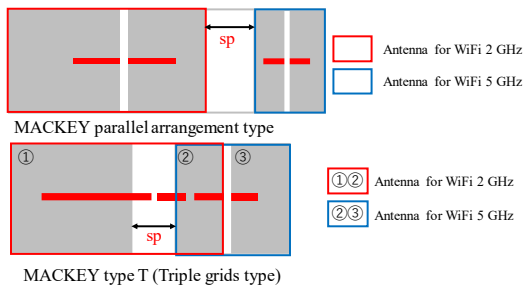 sp
Antenna for WiFi 2 GHz
Antenna for WiFi 5 GHz
MACKEY parallel arrangement type
① ② ③
①② Antenna for WiFi 2 GHz
②③ Antenna for WiFi 5 GHz
sp
MACKEY type T (Triple grids type)